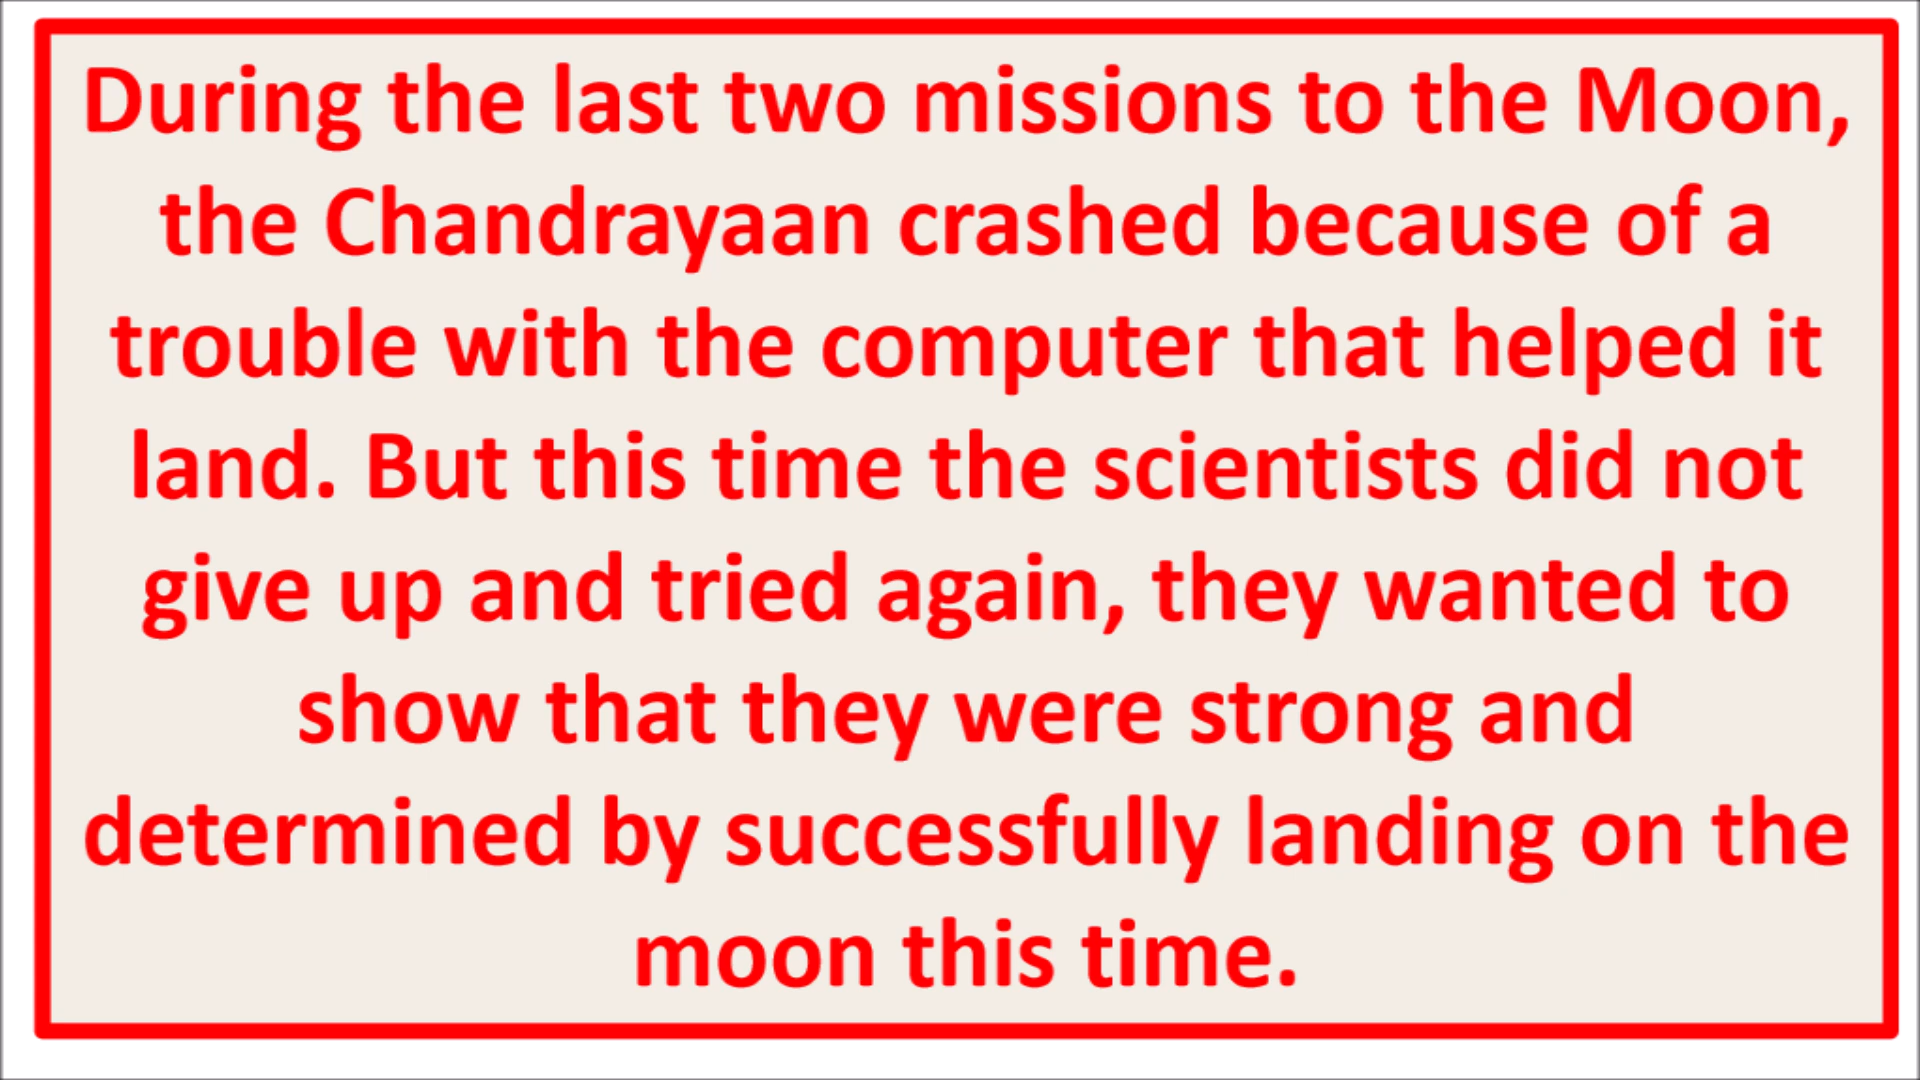 During the last two missions to the Moon,
the Chandrayaan crashed because of a
trouble with the computer that helped it
land. But this time the scientists did not
give up and tried again, they wanted to
show that they were strong and
determined by successfully landing on the
moon this time.